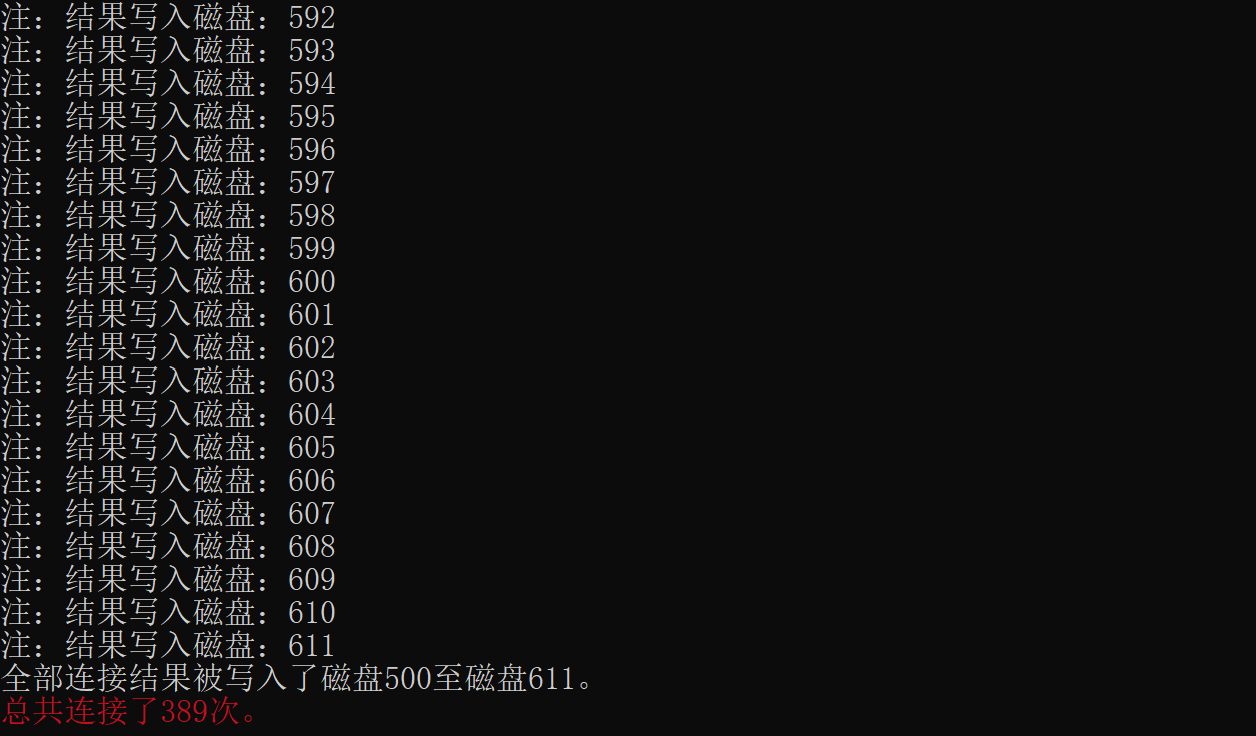 注：结果写入磁盘：592
注：结果写入磁盘：593
注：结果写入磁盘：594
注：结果写入磁盘：595
注：结果写入磁盘：596
注：结果写入磁盘：597
注：结果写入磁盘：598
注：结果写入磁盘：599
注：结果写入磁盘：600
注：结果写入磁盘：601
注：结果写入磁盘：602
注：结果写入磁盘：603
注：结果写入磁盘：604
注：结果写入磁盘：605
注：结果写入磁盘：606
注：结果写入磁盘：607
注：结果写入磁盘：608
注：结果写入磁盘：609
注：结果写入磁盘：610
注：结果写入磁盘：611
全部连接结果被写入了磁盘500至磁盘611。
总共连接了389次。